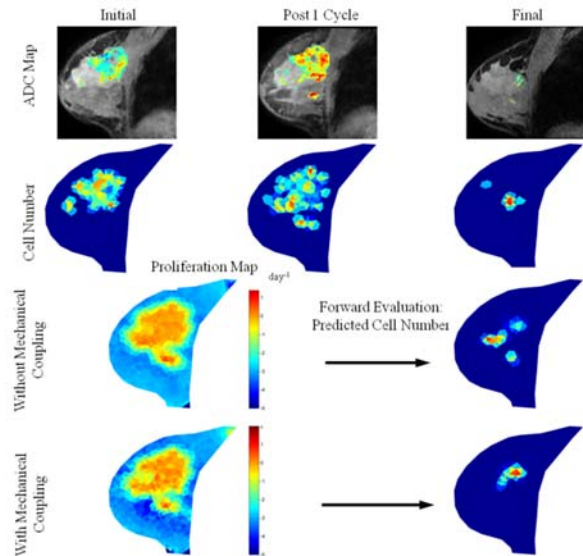 Initial
Post 1 Cycle
Final
ADC Map
Cell Number
Proliferation Map
day⁻¹
Without Mechanical
Coupling
Forward Evaluation:
Predicted Cell Number
With Mechanical
Coupling